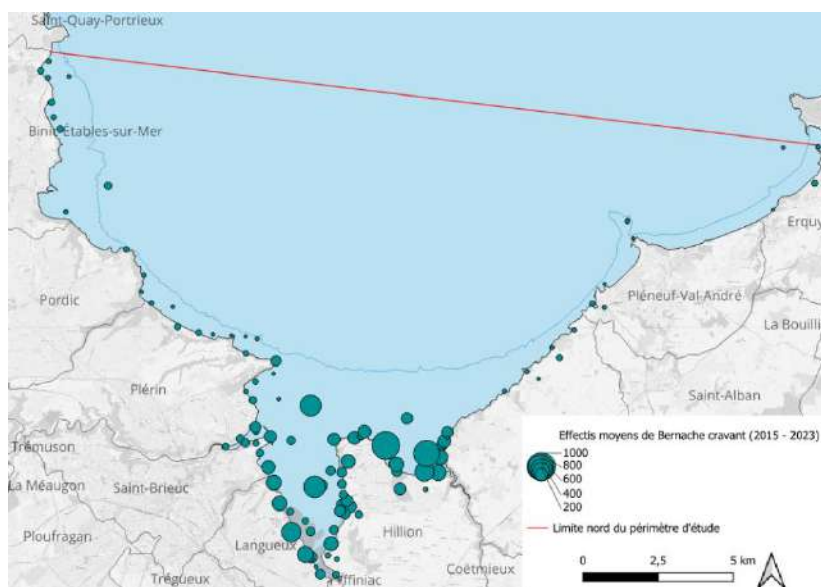 Saint-Quay-Portrieux
Binic-Étables-sur-Mer
Erquy
Pordic
Pléneuf-Val-André
La Bouilli
Plérin
Saint-Alban
Trémuson
La Méaugon
Saint-Brieuc
Ploufragan
Langueux
Hillion
Coëtmieux
Trégueux
Yffiniac
Effectis moyens de Bernache cravant (2015 - 2023)
1000
800
600
400
200
Limite nord du périmètre d'étude
0 2,5 5 km